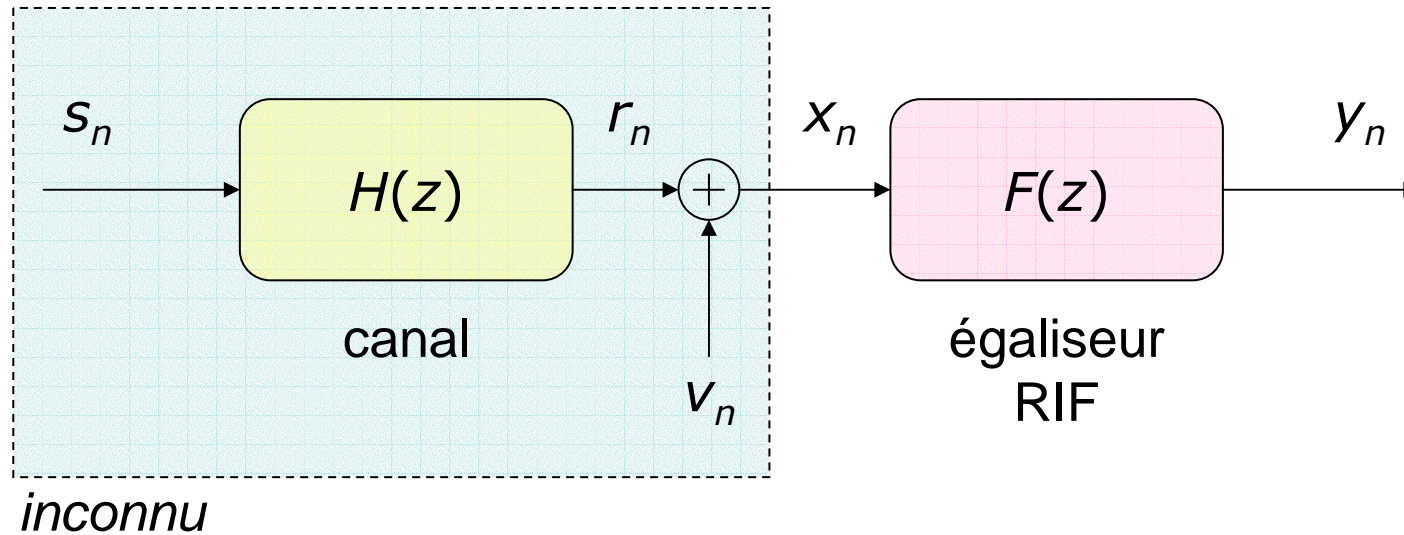 s_n
H(z)
r_n
+
x_n
F(z)
y_n
canal
v_n
égaliseur
RIF
inconnu